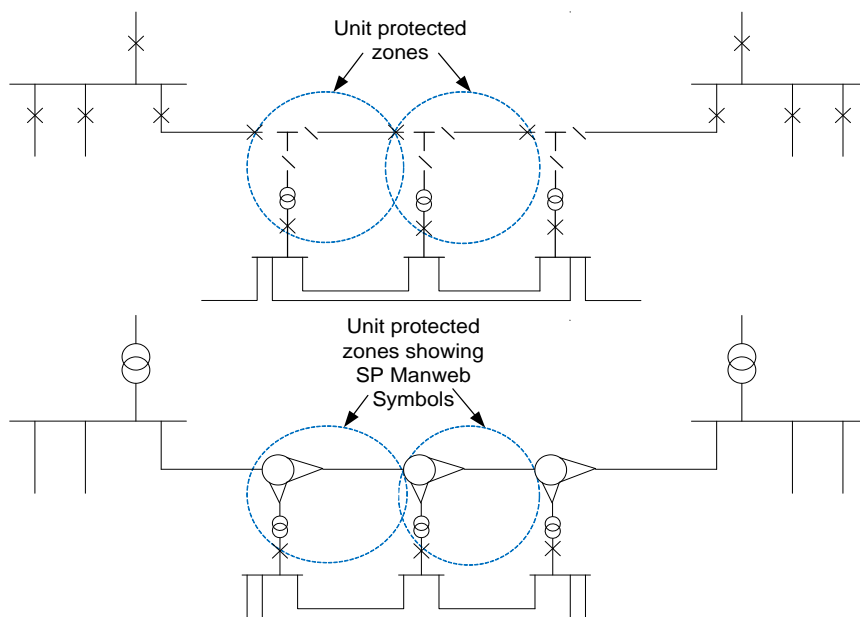 Unit protected
zones
Unit protected
zones showing
SP Manweb
Symbols